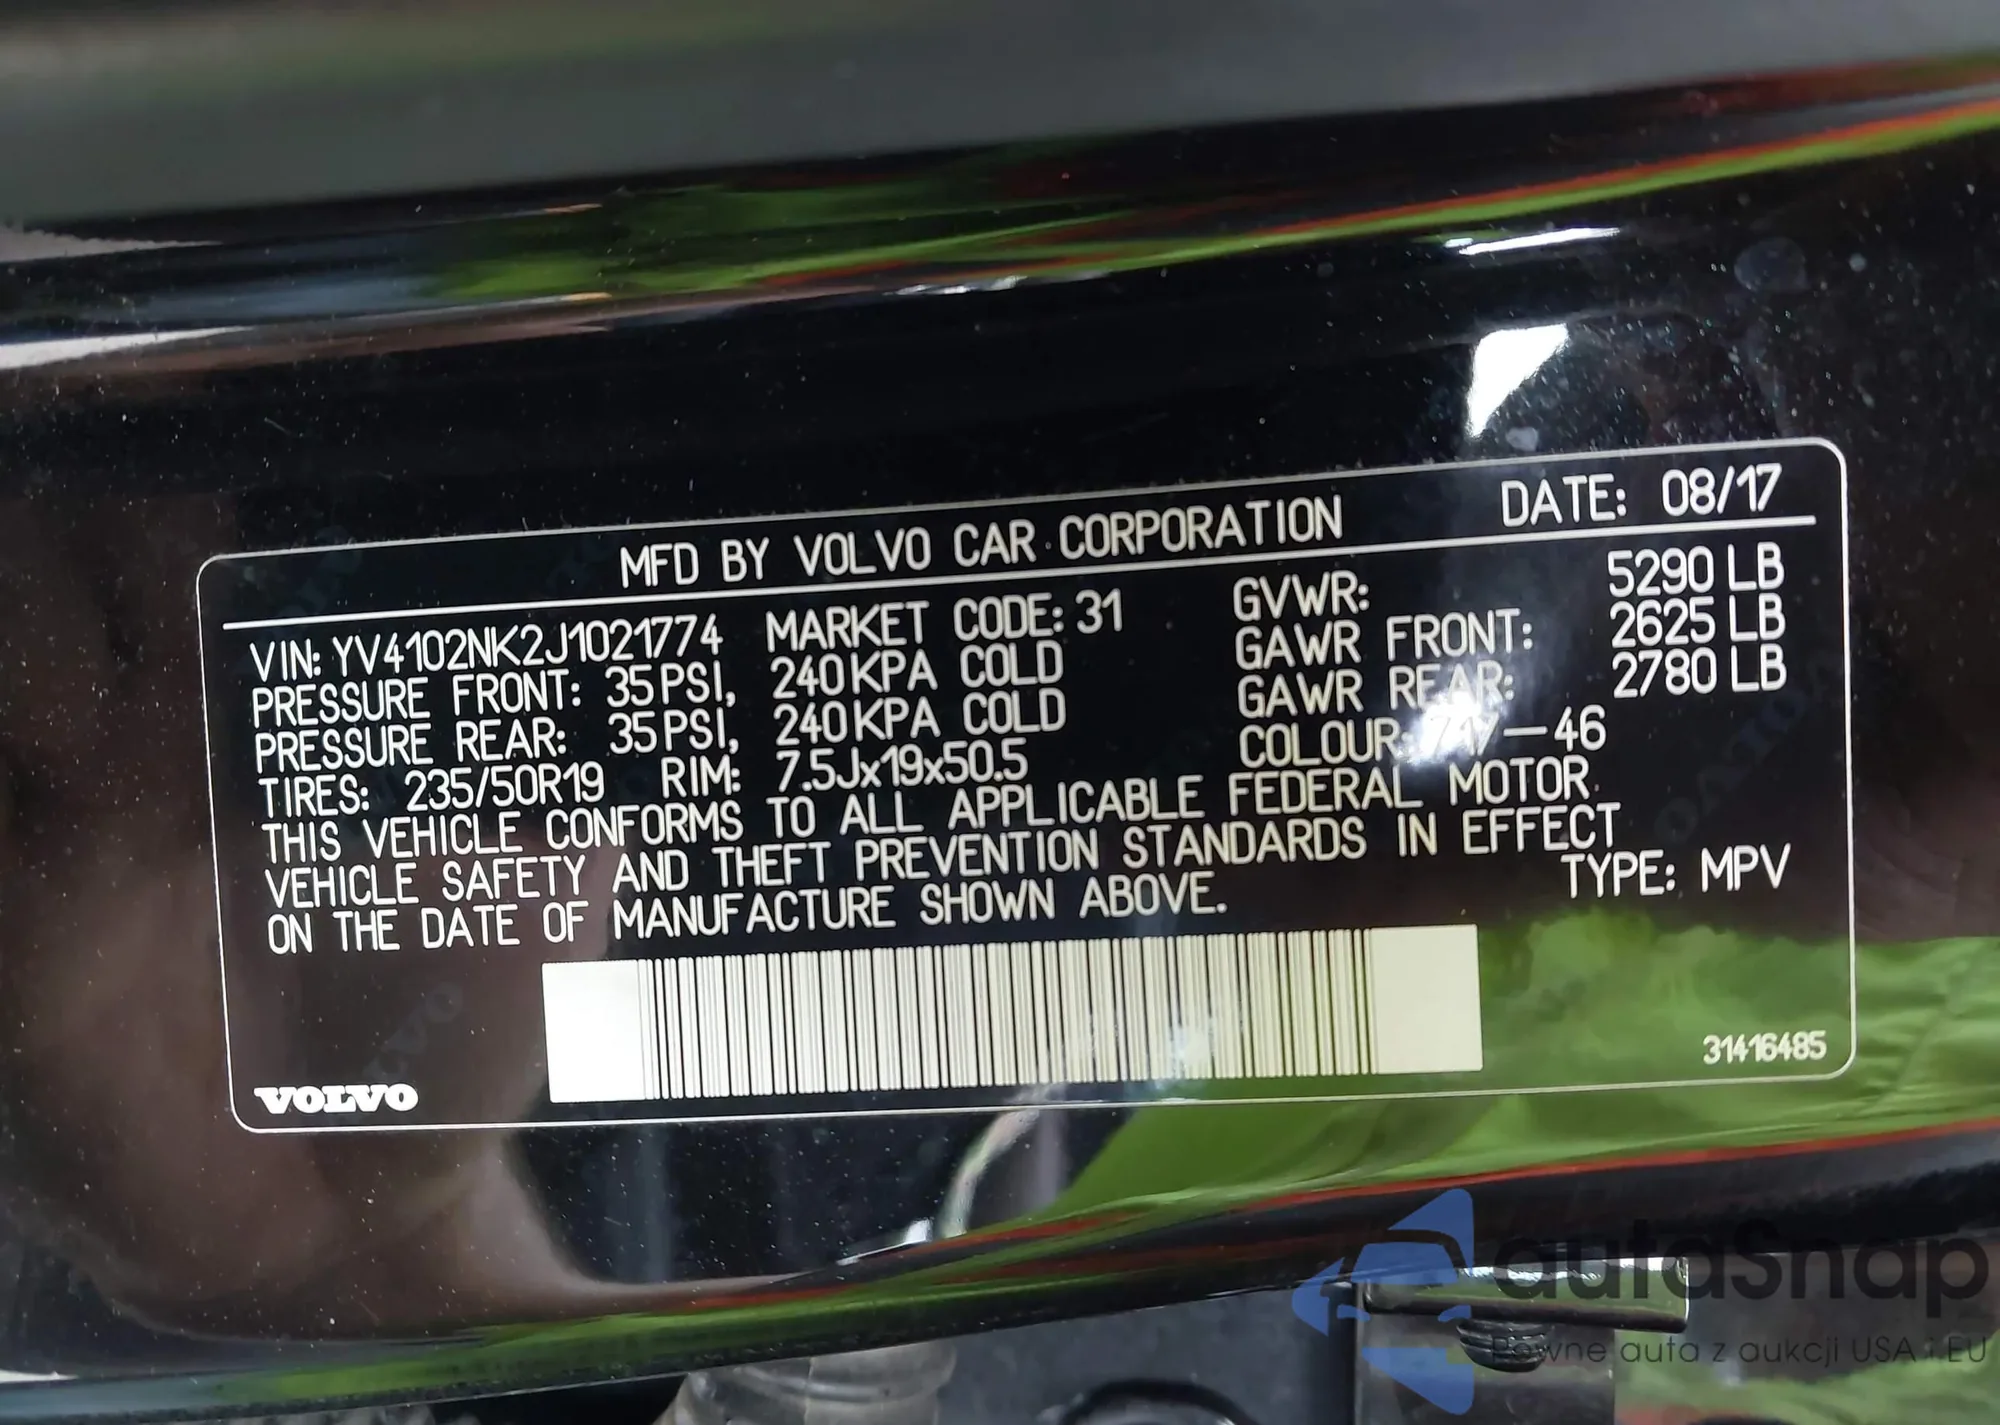 MFD BY VOLVO CAR CORPORATION DATE: 08/17
VIN: YV4102NK2J1021774 MARKET CODE: 31 GVWR: 5290 LB
PRESSURE FRONT: 35 PSI, 240 KPA COLD GAWR FRONT: 2625 LB
PRESSURE REAR: 35 PSI, 240 KPA COLD GAWR REAR: 2780 LB
TIRES: 235/50R19 RIM: 7.5Jx19x50.5 COLOUR: 717—46
THIS VEHICLE CONFORMS TO ALL APPLICABLE FEDERAL MOTOR
VEHICLE SAFETY AND THEFT PREVENTION STANDARDS IN EFFECT
ON THE DATE OF MANUFACTURE SHOWN ABOVE. TYPE: MPV
VOLVO
31416485
autaSnap
Pewne auta z aukcji USA i EU